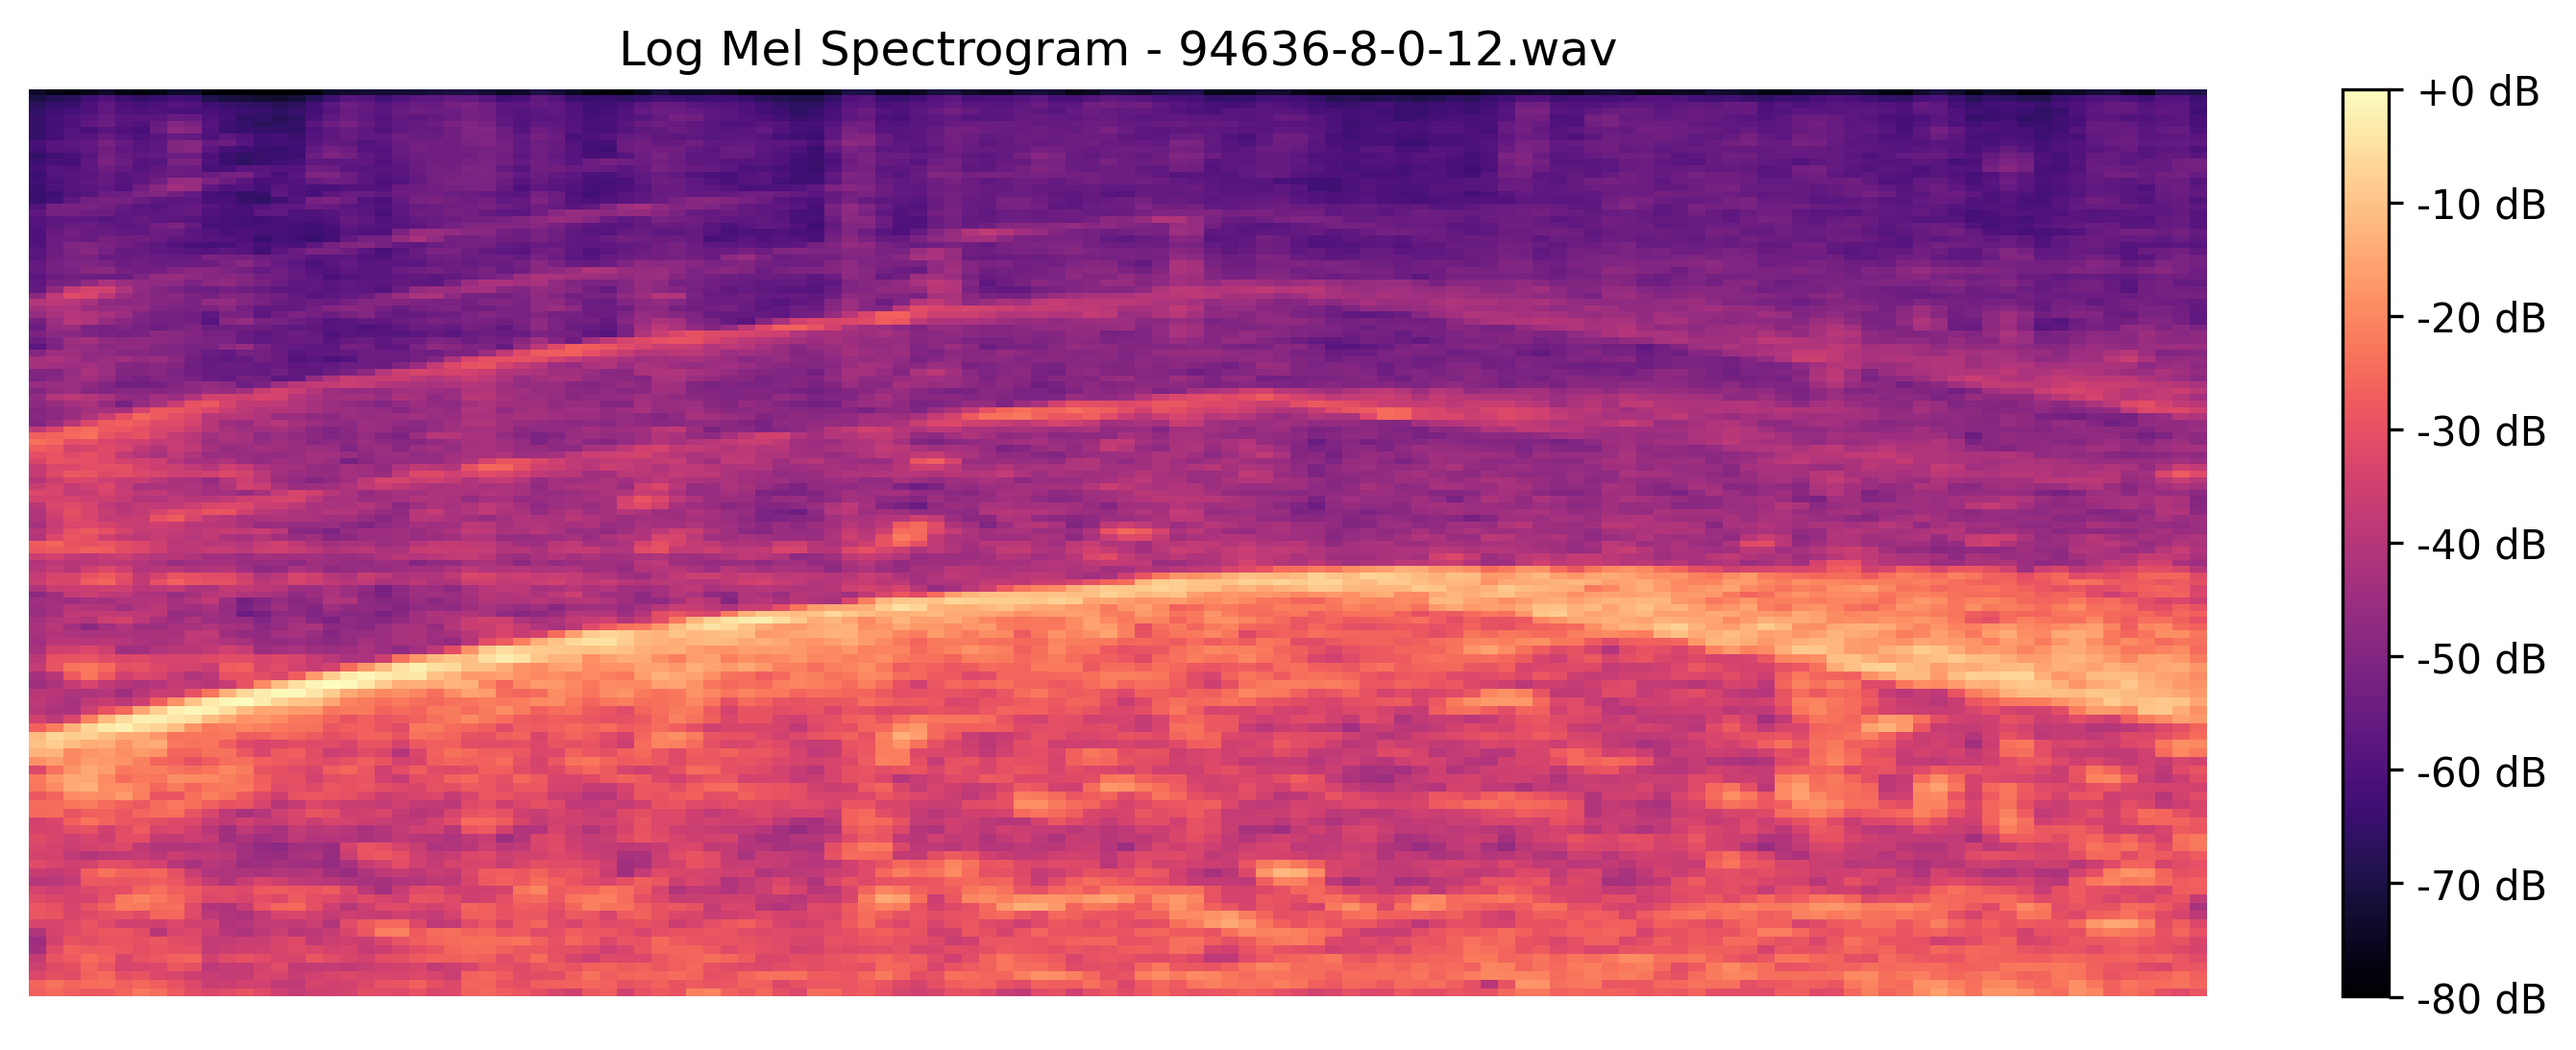 Log Mel Spectrogram - 94636-8-0-12.wav
+0 dB
-10 dB
-20 dB
-30 dB
-40 dB
-50 dB
-60 dB
-70 dB
-80 dB